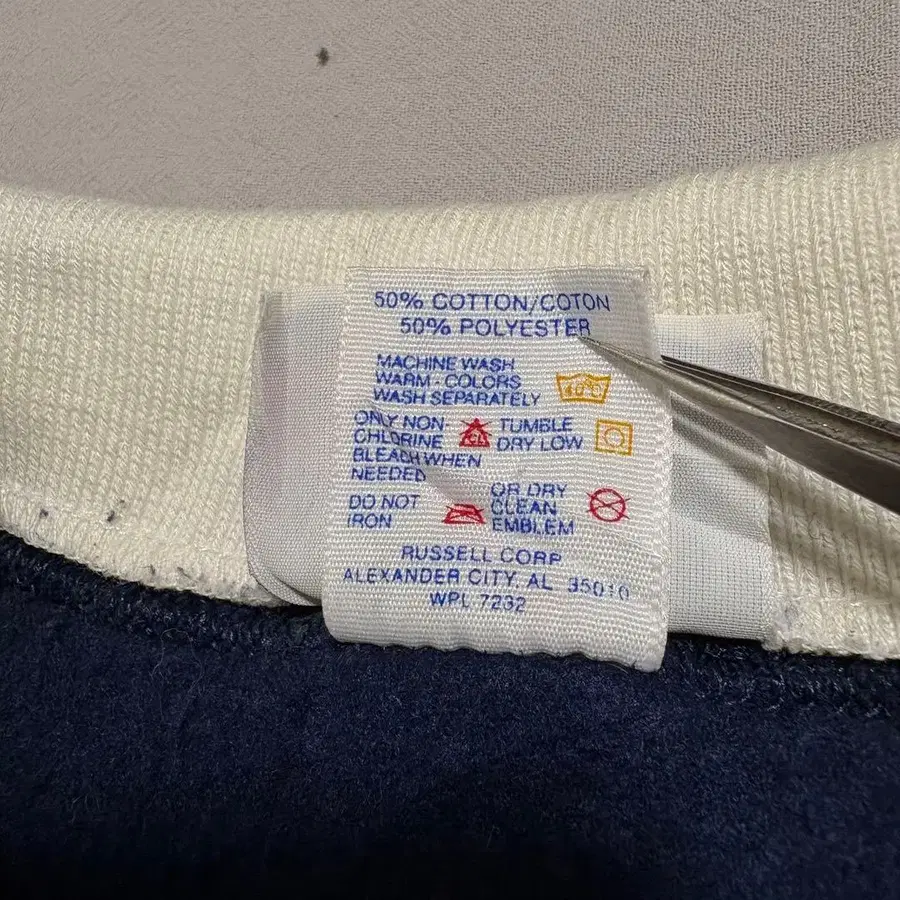 50% COTTON/COTON
50% POLYESTER
MACHINE WASH
WARM - COLORS
WASH SEPARATELY
40°C
ONLY NON
CHLORINE
BLEACH WHEN
NEEDED
CL
TUMBLE
DRY LOW
DO NOT
IRON
OR DRY
CLEAN
EMBLEM
RUSSELL CORP
ALEXANDER CITY, AL 35010
WPL 7232